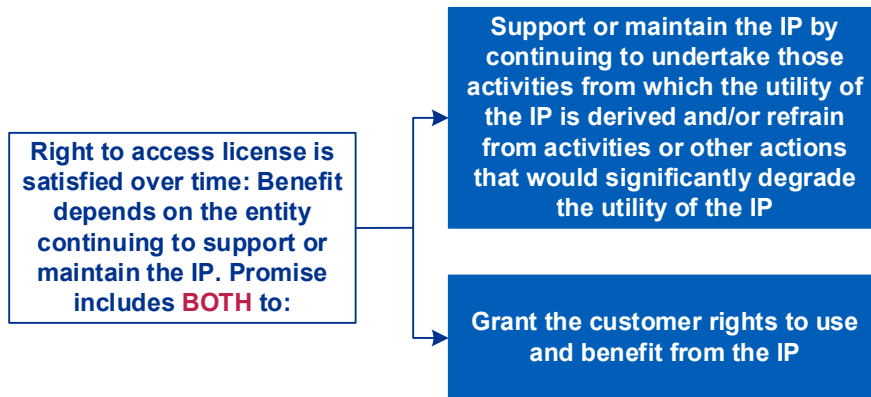 Right to access license is
satisfied over time: Benefit
depends on the entity
continuing to support or
maintain the IP. Promise
includes BOTH to:
Support or maintain the IP by
continuing to undertake those
activities from which the utility of
the IP is derived and/or refrain
from activities or other actions
that would significantly degrade
the utility of the IP
Grant the customer rights to use
and benefit from the IP